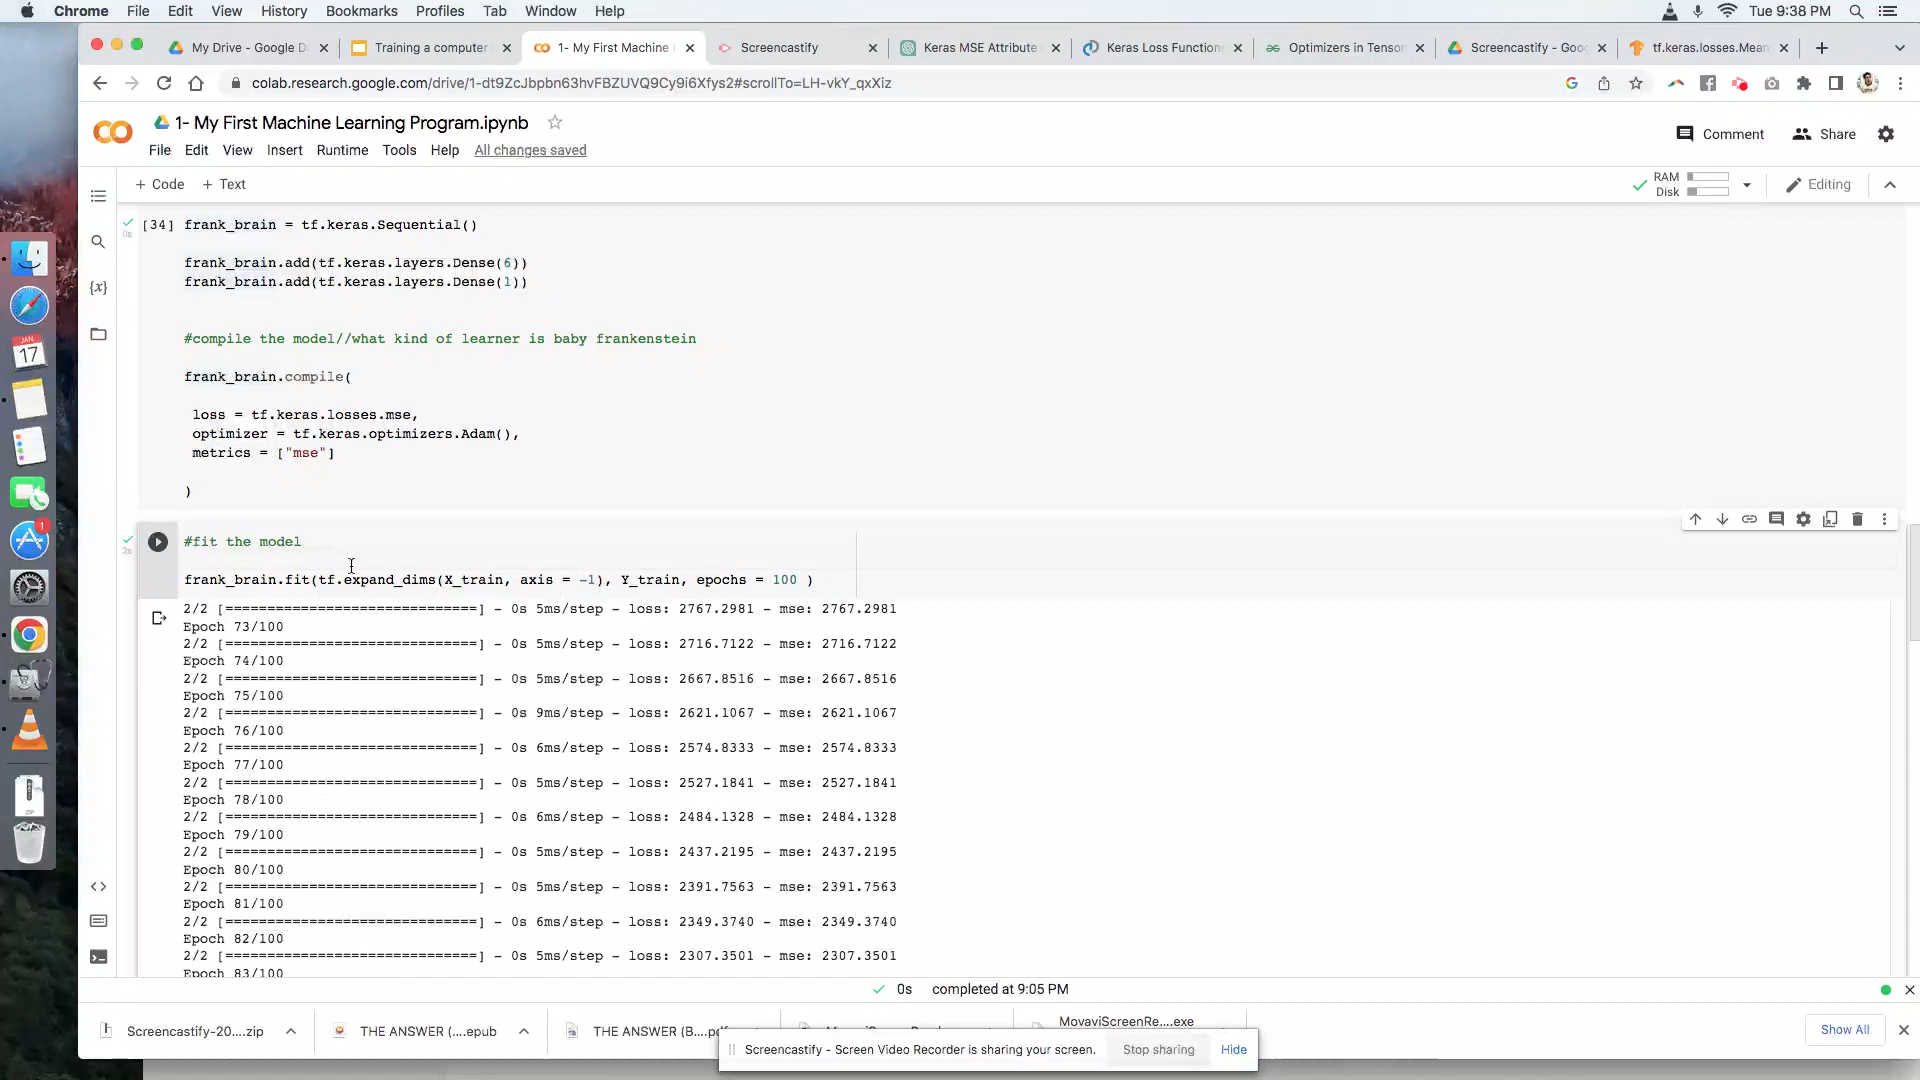 Chrome File Edit View History Bookmarks Profiles Tab Window Help Tue 9:38 PM
My Drive - Google D
Training a computer
1- My First Machine
Screencastify
Keras MSE Attribute
Keras Loss Function
Optimizers in Tenso
Screencastify - Goo
tf.keras.losses.Mean
colab.research.google.com/drive/1-dt9ZcJbpbn63hvFBZUVQ9Cy9i6Xfys2#scrollTo=LH-vkY_qxXiz
1- My First Machine Learning Program.ipynb
Comment Share
File Edit View Insert Runtime Tools Help All changes saved
+ Code + Text
RAM
Disk
Editing
[34] frank_brain = tf.keras.Sequential()
0s
frank_brain.add(tf.keras.layers.Dense(6))
frank_brain.add(tf.keras.layers.Dense(1))
#compile the model//what kind of learner is baby frankenstein
frank_brain.compile(
loss = tf.keras.losses.mse,
optimizer = tf.keras.optimizers.Adam(),
metrics = ["mse"]
)
#fit the model
2s
frank_brain.fit(tf.expand_dims(X_train, axis = -1), Y_train, epochs = 100 )
2/2 [==============================] - 0s 5ms/step - loss: 2767.2981 - mse: 2767.2981
Epoch 73/100
2/2 [==============================] - 0s 5ms/step - loss: 2716.7122 - mse: 2716.7122
Epoch 74/100
2/2 [==============================] - 0s 5ms/step - loss: 2667.8516 - mse: 2667.8516
Epoch 75/100
2/2 [==============================] - 0s 9ms/step - loss: 2621.1067 - mse: 2621.1067
Epoch 76/100
2/2 [==============================] - 0s 6ms/step - loss: 2574.8333 - mse: 2574.8333
Epoch 77/100
2/2 [==============================] - 0s 5ms/step - loss: 2527.1841 - mse: 2527.1841
Epoch 78/100
2/2 [==============================] - 0s 6ms/step - loss: 2484.1328 - mse: 2484.1328
Epoch 79/100
2/2 [==============================] - 0s 5ms/step - loss: 2437.2195 - mse: 2437.2195
Epoch 80/100
2/2 [==============================] - 0s 5ms/step - loss: 2391.7563 - mse: 2391.7563
Epoch 81/100
2/2 [==============================] - 0s 6ms/step - loss: 2349.3740 - mse: 2349.3740
Epoch 82/100
2/2 [==============================] - 0s 5ms/step - loss: 2307.3501 - mse: 2307.3501
Epoch 83/100
0s completed at 9:05 PM
Screencastify-20....zip
THE ANSWER (....epub
THE ANSWER (B....pdf
MovaviScreenRe....exe
Show All
Screencastify - Screen Video Recorder is sharing your screen.
Stop sharing
Hide
JAN
17
1
ZIP